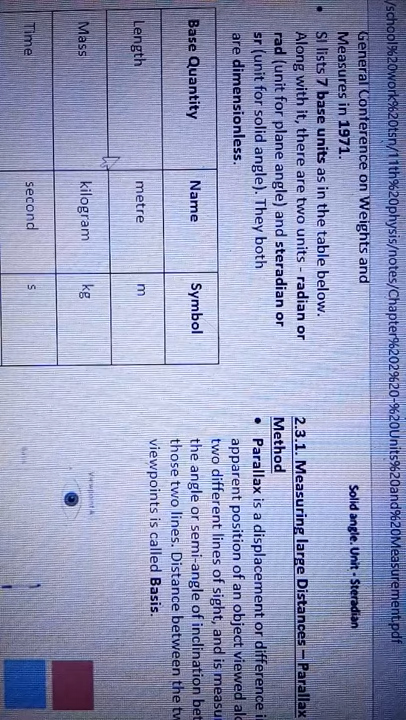 /school%20work%20tsrv/11th%20physis/notes/Chapter%202%20-%20Units%20and%20Measurement.pdf
General Conference on Weights and
Measures in 1971.
• SI lists 7 base units as in the table below.
Along with it, there are two units - radian or
rad (unit for plane angle) and steradian or
sr (unit for solid angle). They both
are dimensionless.
Base Quantity Name Symbol
Length metre m
Mass kilogram kg
Time second s
Solid angle: Unit - Steradian
2.3.1. Measuring large Distances – Parallax
Method
• Parallax is a displacement or difference
apparent position of an object viewed
two different lines of sight, and is
the angle or semi-angle of inclination
those two lines. Distance between the
viewpoints is called Basis.
Viewpoint A